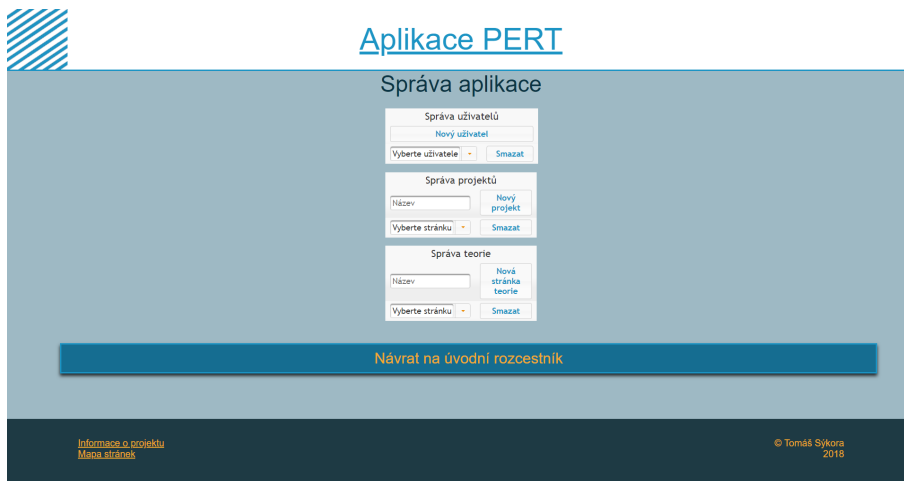 Aplikace PERT
Správa aplikace
Správa uživatelů
Nový uživatel
Vyberte uživatele Smazat
Správa projektů
Název Nový projekt
Vyberte stránku Smazat
Správa teorie
Název Nová stránka teorie
Vyberte stránku Smazat
Návrat na úvodní rozcestník
Informace o projektu
Mapa stránek
© Tomáš Sýkora
2018